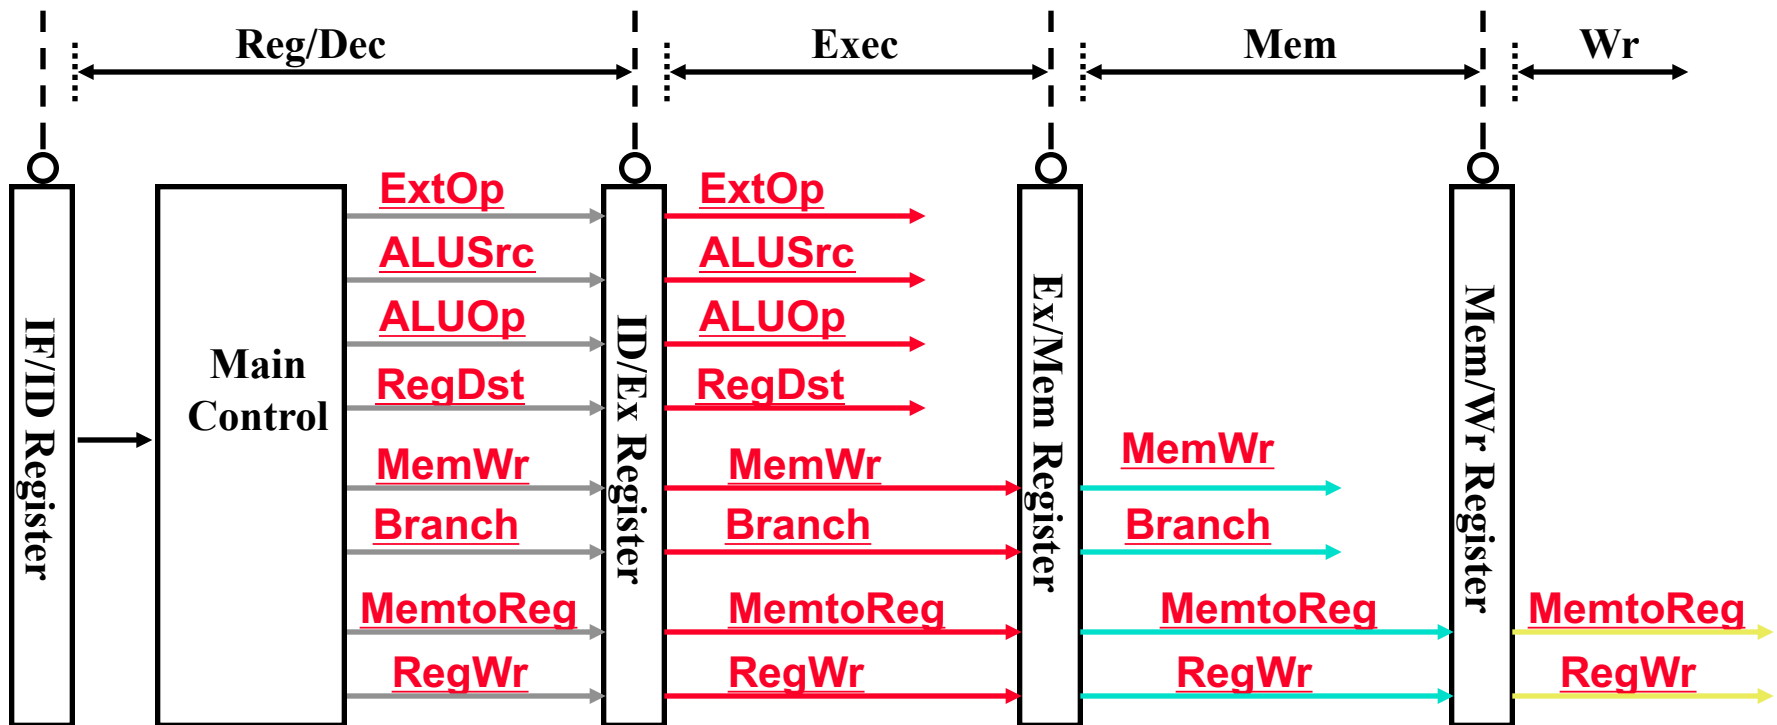 Reg/Dec
Exec
Mem
Wr
IF/ID Register
Main
Control
ExtOp
ALUSrc
ALUOp
RegDst
MemWr
Branch
MemtoReg
RegWr
ID/Ex Register
ExtOp
ALUSrc
ALUOp
RegDst
MemWr
Branch
MemtoReg
RegWr
Ex/Mem Register
MemWr
Branch
MemtoReg
RegWr
Mem/Wr Register
MemtoReg
RegWr